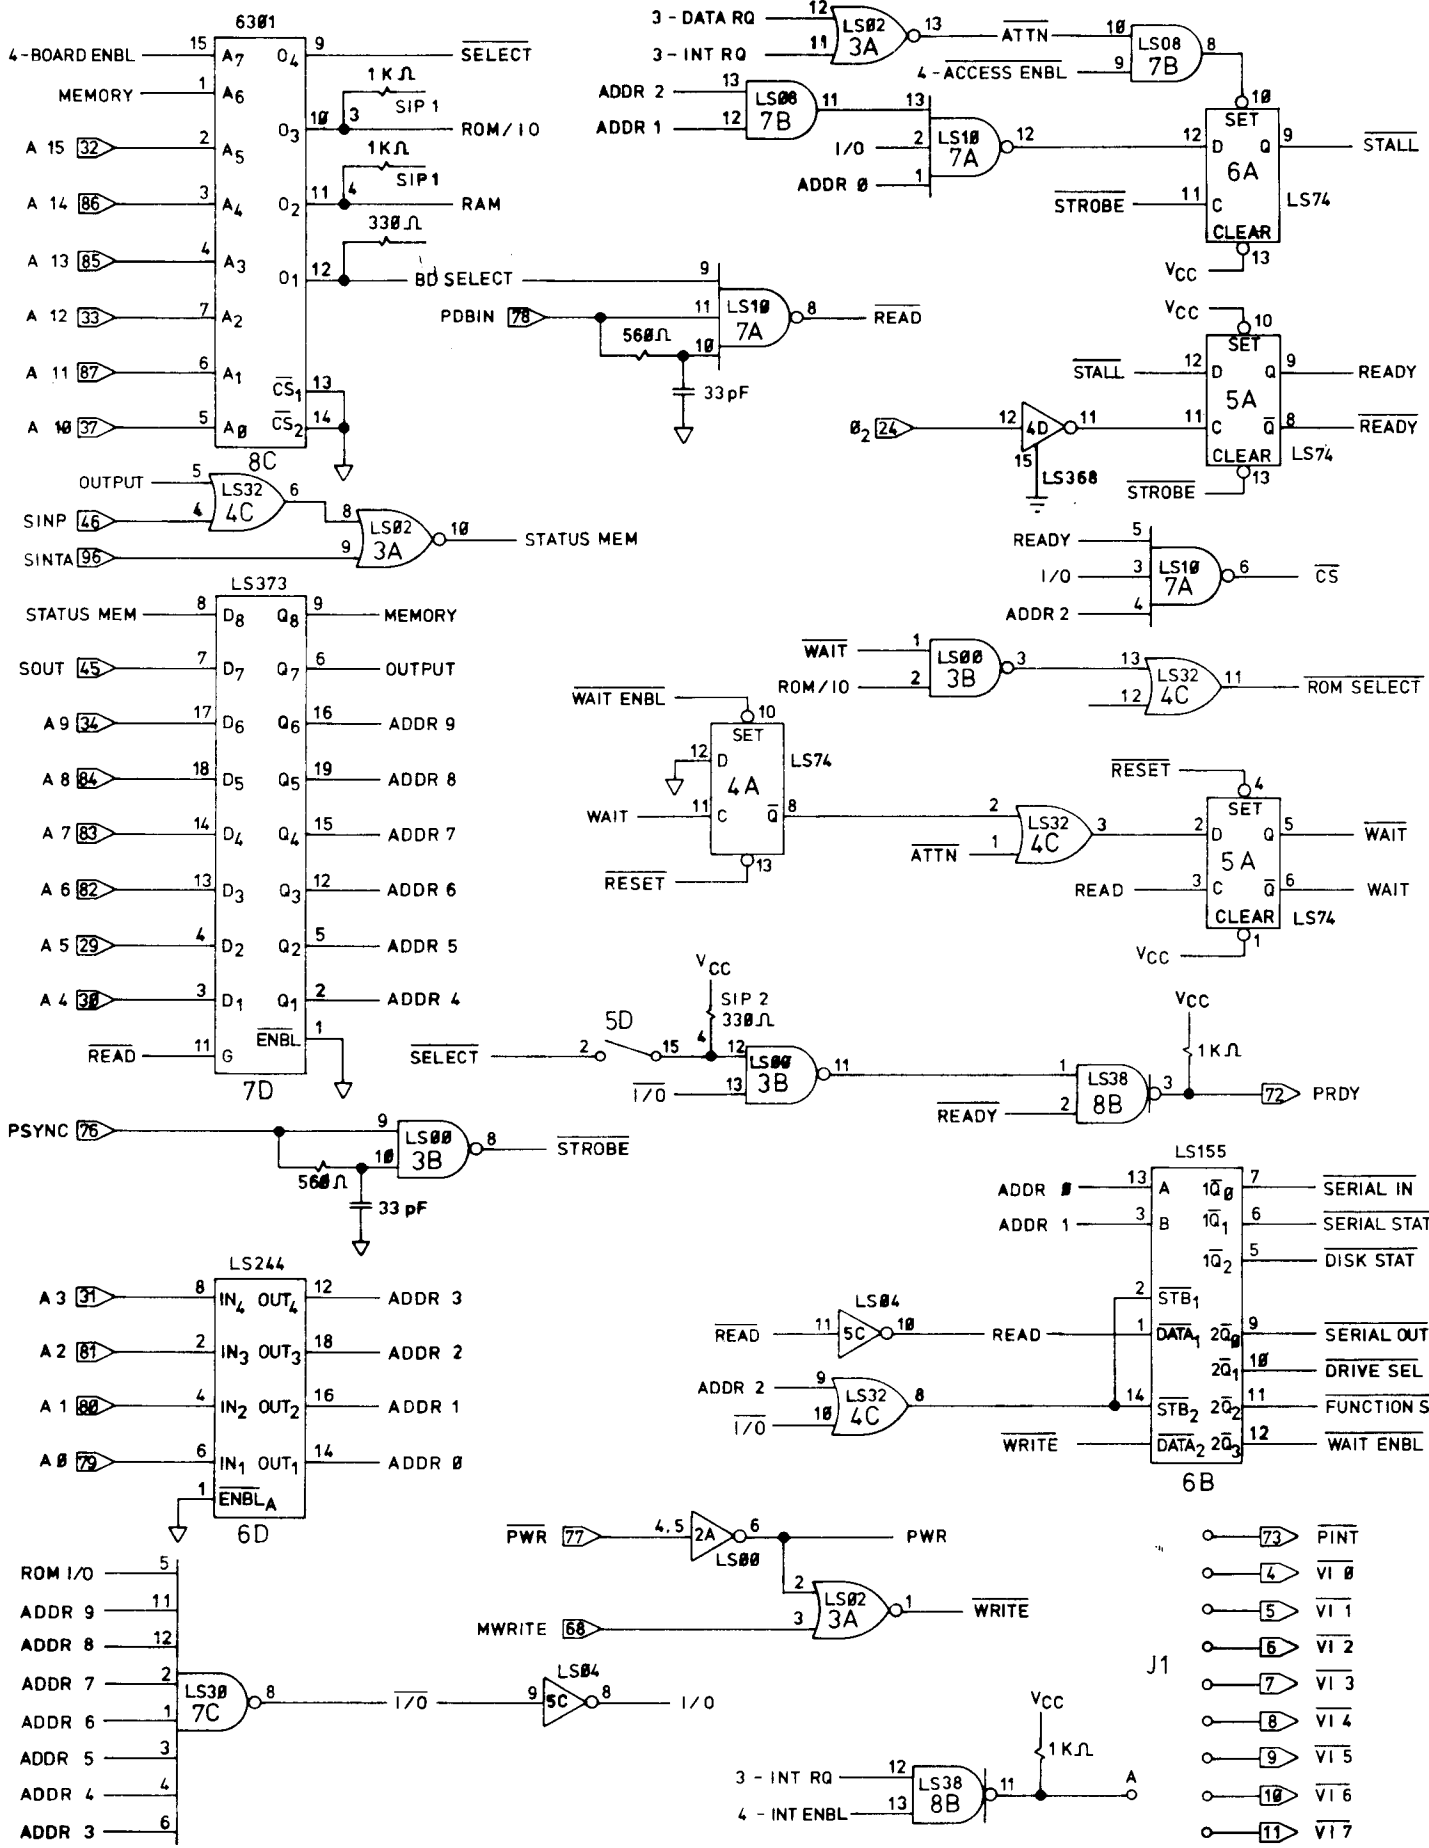 6301
4-BOARD ENBL 15 A7 O4 9 SELECT
MEMORY 1 A6
1KΩ
SIP 1
O3 10 3 ROM/IO
A 15 32 2 A5
1KΩ
SIP1
A 14 86 3 A4 O2 11 4 RAM
330Ω
A 13 85 4 A3
O1 12 BD SELECT
A 12 33 7 A2
A 11 87 6 A1
CS1 13
A 10 37 5 A0 CS2 14
8C
3 - DATA RQ 12 LS02 3A 13 ATTN 10 LS08 7B 8
3 - INT RQ 11
4 - ACCESS ENBL 9
ADDR 2 13 LS08 7B 11 13
ADDR 1 12
I/O 2 LS10 7A 12
ADDR 0 1
10
SET
12 D Q 9 STALL
6A
STROBE 11 C LS74
CLEAR
VCC 13
9
PDBIN 78 11 LS10 7A 8 READ
560Ω 10
33 pF
VCC 10
SET
STALL 12 D Q 9 READY
5A
Ø2 24 12 4D 11 11 C Q 8 READY
15 LS368
CLEAR LS74
STROBE 13
OUTPUT 5 LS32 4C 6
SINP 46 4
8 LS02 3A 10 STATUS MEM
SINTA 96 9
READY 5
I/O 3 LS10 7A 6 CS
ADDR 2 4
LS373
STATUS MEM 8 D8 Q8 9 MEMORY
SOUT 45 7 D7 Q7 6 OUTPUT
A 9 34 17 D6 Q6 16 ADDR 9
A 8 84 18 D5 Q5 19 ADDR 8
A 7 83 14 D4 Q4 15 ADDR 7
A 6 82 13 D3 Q3 12 ADDR 6
A 5 29 4 D2 Q2 5 ADDR 5
A 4 30 3 D1 Q1 2 ADDR 4
READ 11 G ENBL 1
7D
WAIT 1 LS00 3B 3 13 LS32 4C 11 ROM SELECT
ROM/IO 2
12
WAIT ENBL 10
SET
12 D LS74
4A
WAIT 11 C Q 8
RESET 13
2 LS32 4C 3
ATTN 1
RESET 4
SET
2 D Q 5 WAIT
5A
READ 3 C Q 6 WAIT
CLEAR LS74
VCC 1
VCC
SIP 2
330Ω
5D
SELECT 2 15 4 12 LS00 3B 11
I/O 13
VCC
1KΩ
1 LS38 8B 3 72 PRDY
READY 2
PSYNC 76 9 LS00 3B 8 STROBE
560Ω 10
33 pF
LS155
ADDR 0 13 A 1Q0 7 SERIAL IN
ADDR 1 3 B 1Q1 6 SERIAL STAT
1Q2 5 DISK STAT
2 STB1
LS04
READ 11 5C 10 READ 1 DATA1 2Q0 9 SERIAL OUT
2Q1 10 DRIVE SEL
ADDR 2 9 LS32 4C 8 14 STB2 2Q2 11 FUNCTION S
I/O 10
WRITE DATA2 2Q3 12 WAIT ENBL
6B
LS244
A 3 31 8 IN4 OUT4 12 ADDR 3
A 2 81 2 IN3 OUT3 18 ADDR 2
A 1 80 4 IN2 OUT2 16 ADDR 1
A 0 79 6 IN1 OUT1 14 ADDR 0
1 ENBLA
6D
PWR 77 4,5 2A 6 PWR
LS00
2 LS02 3A 1 WRITE
MWRITE 68 3
ROM I/O 5
ADDR 9 11
ADDR 8 12
ADDR 7 2
LS30 7C 8 I/O 9 5C 8 I/O
LS04
ADDR 6 1
ADDR 5 3
ADDR 4 4
ADDR 3 6
VCC
1KΩ
3 - INT RQ 12 LS38 8B 11 A
4 - INT ENBL 13
J1
73 PINT
4 VI 0
5 VI 1
6 VI 2
7 VI 3
8 VI 4
9 VI 5
10 VI 6
11 VI 7